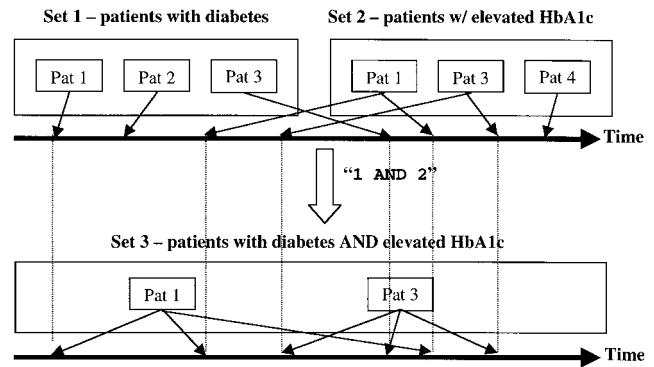 Set 1 – patients with diabetes
Set 2 – patients w/ elevated HbA1c
Pat 1
Pat 2
Pat 3
Pat 1
Pat 3
Pat 4
Time
“1 AND 2”
Set 3 – patients with diabetes AND elevated HbA1c
Pat 1
Pat 3
Time